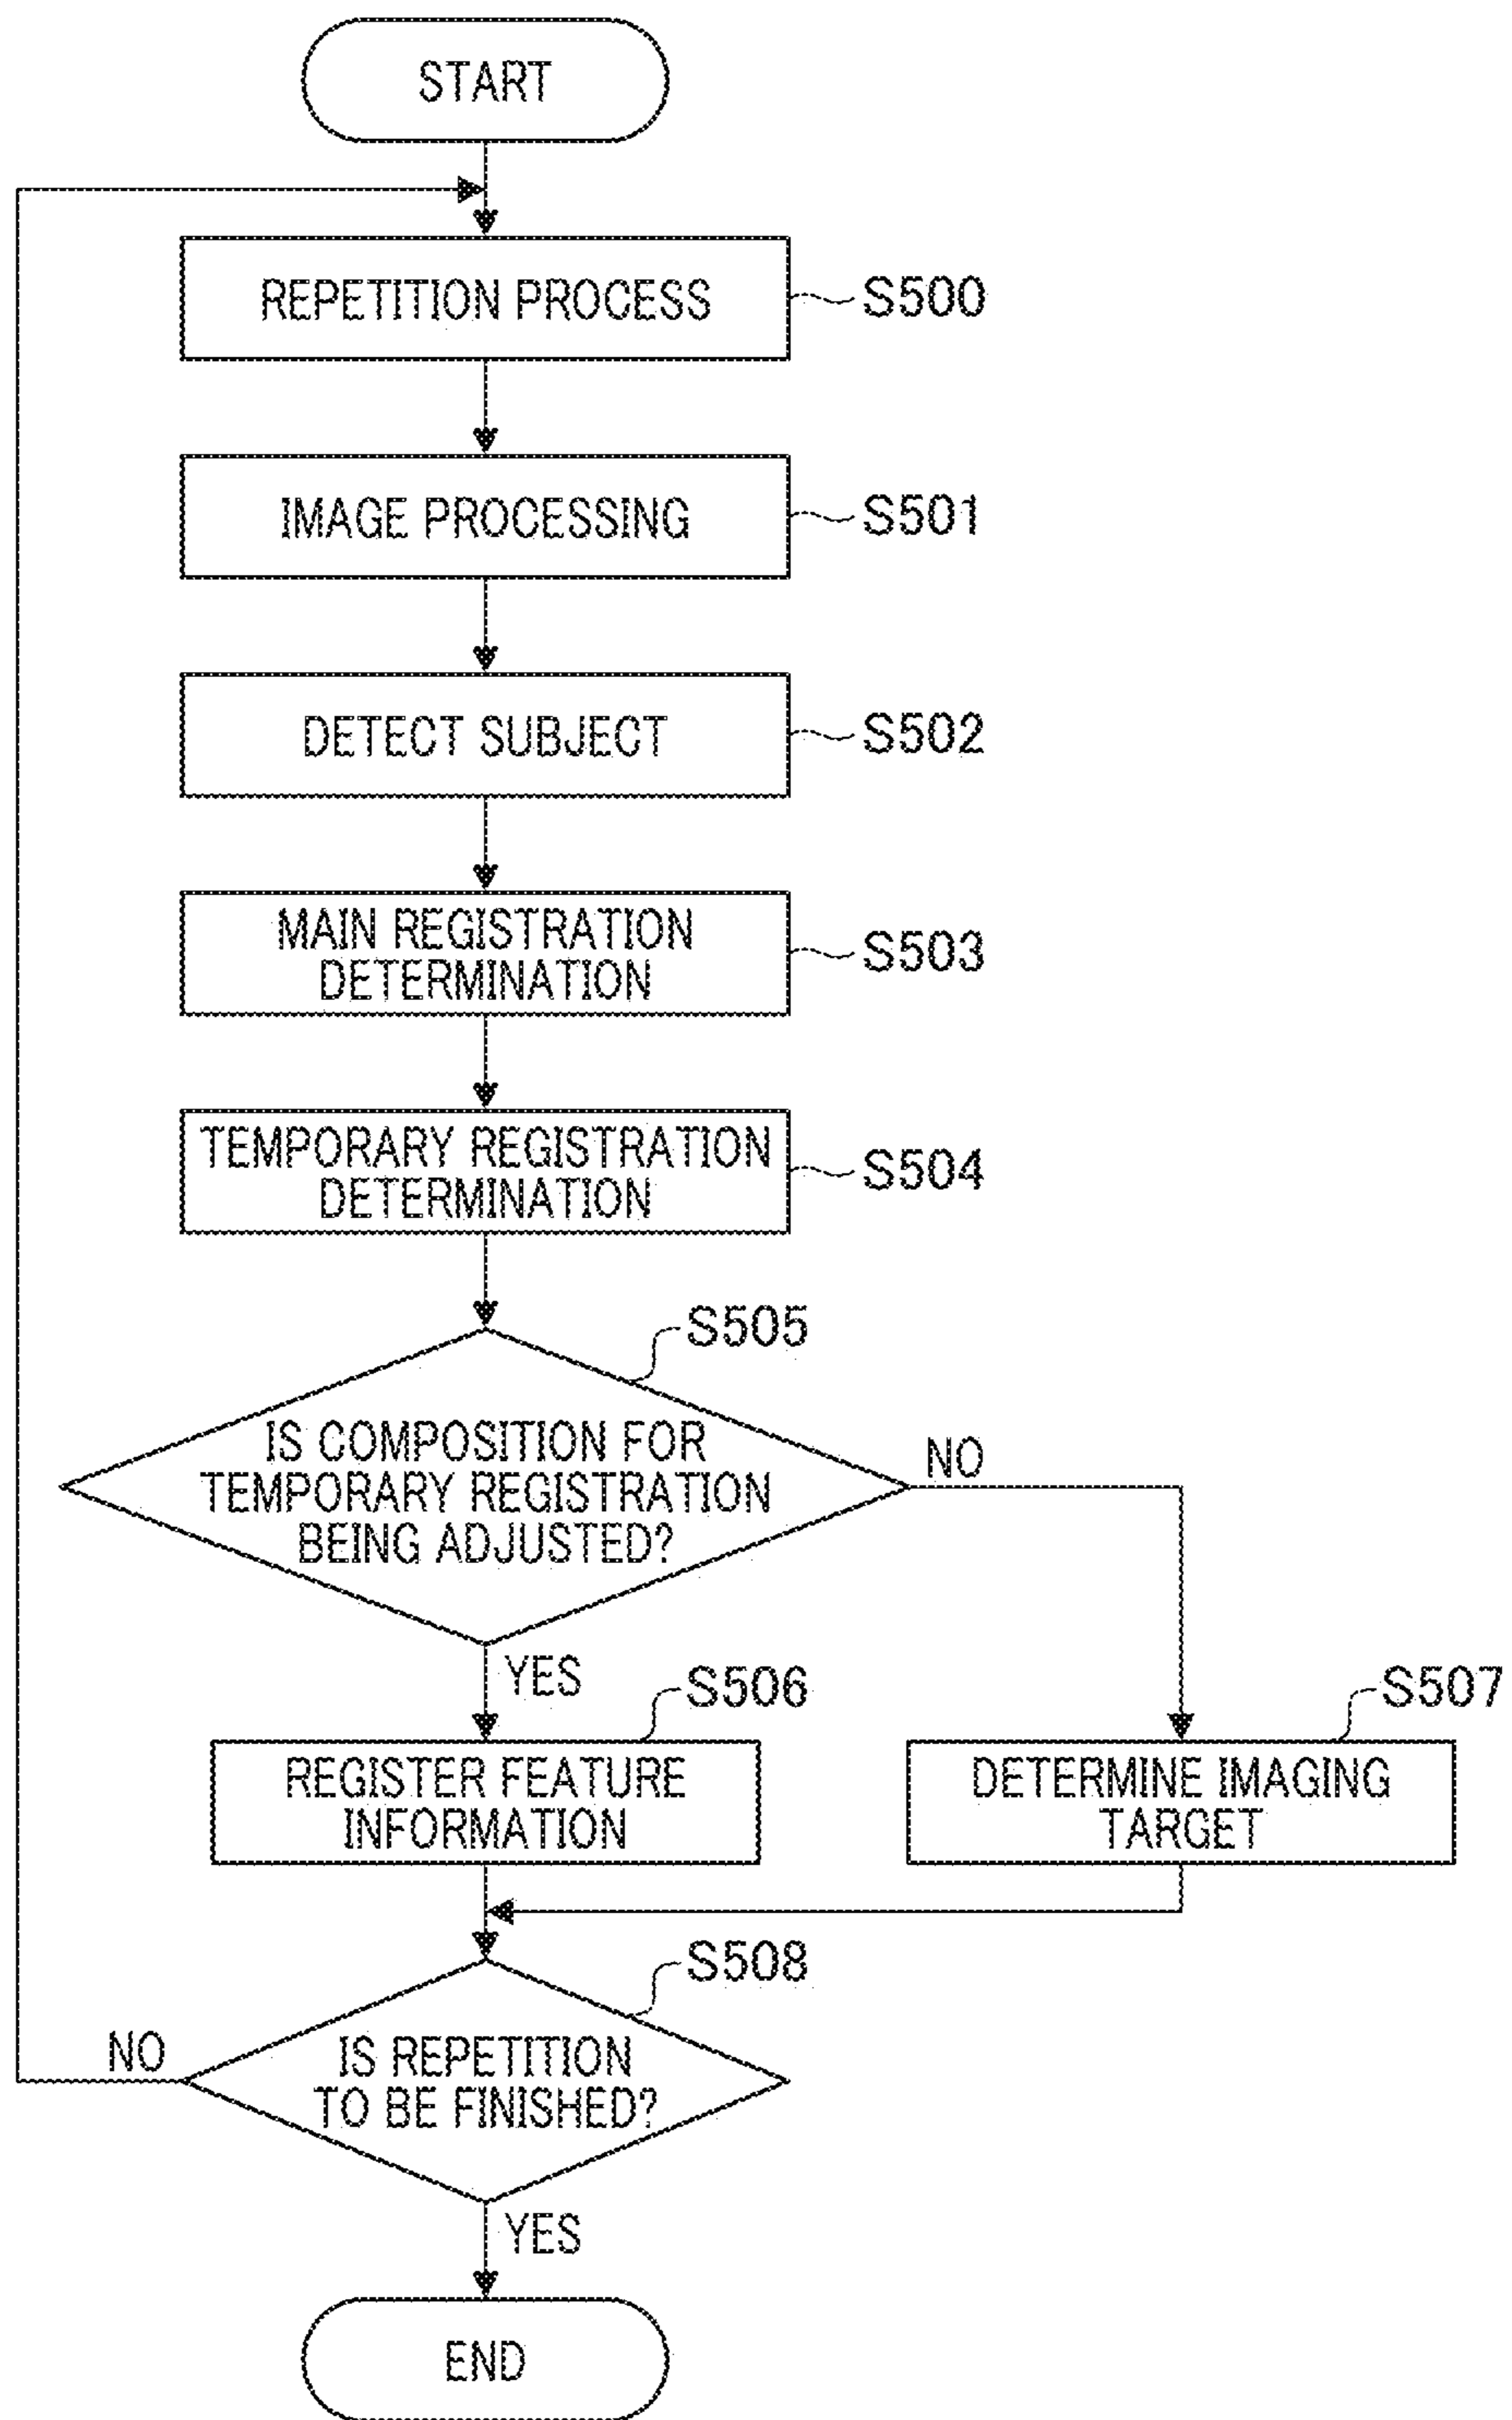 START
REPETITION PROCESS
S500
IMAGE PROCESSING
S501
DETECT SUBJECT
S502
MAIN REGISTRATION
DETERMINATION
S503
TEMPORARY REGISTRATION
DETERMINATION
S504
S505
IS COMPOSITION FOR
TEMPORARY REGISTRATION
BEING ADJUSTED?
NO
YES
S506
REGISTER FEATURE
INFORMATION
S507
DETERMINE IMAGING
TARGET
S508
IS REPETITION
TO BE FINISHED?
NO
YES
END